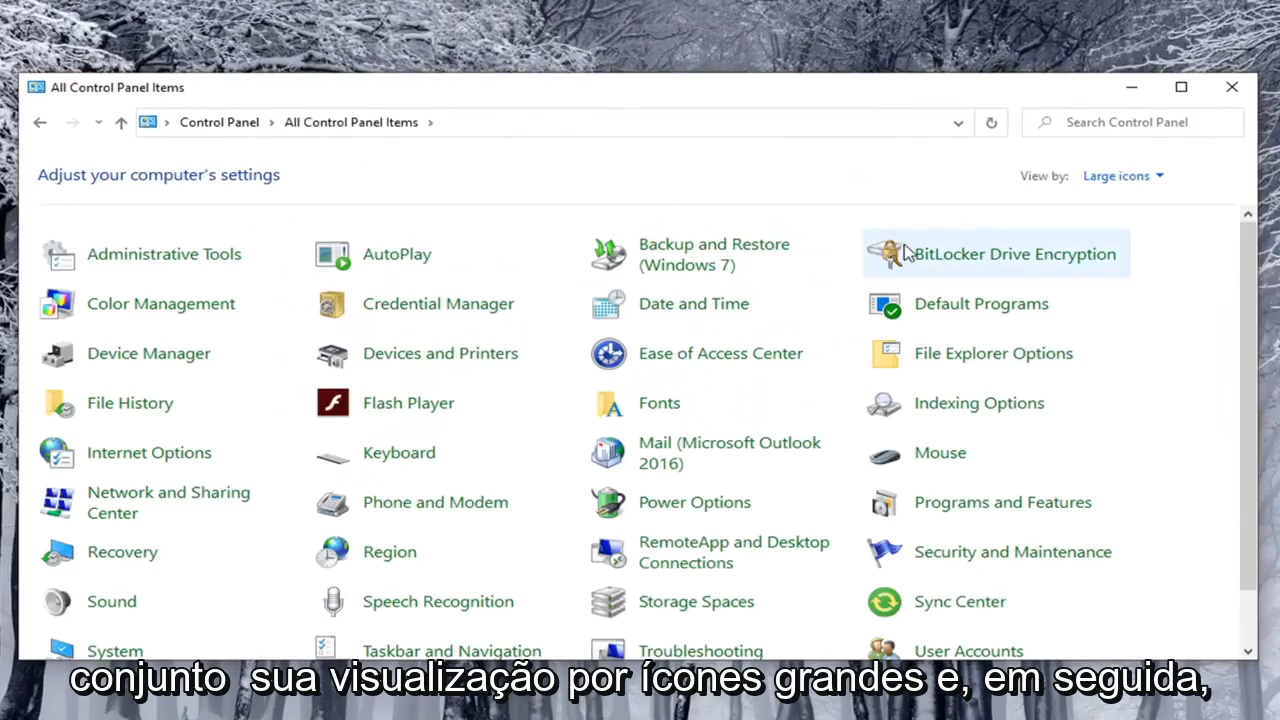 All Control Panel Items
Control Panel > All Control Panel Items >
Search Control Panel
Adjust your computer's settings
View by: Large icons
Administrative Tools
AutoPlay
Backup and Restore
(Windows 7)
BitLocker Drive Encryption
Color Management
Credential Manager
Date and Time
Default Programs
Device Manager
Devices and Printers
Ease of Access Center
File Explorer Options
File History
Flash Player
Fonts
Indexing Options
Internet Options
Keyboard
Mail (Microsoft Outlook
2016)
Mouse
Network and Sharing
Center
Phone and Modem
Power Options
Programs and Features
Recovery
Region
RemoteApp and Desktop
Connections
Security and Maintenance
Sound
Speech Recognition
Storage Spaces
Sync Center
System
Taskbar and Navigation
Troubleshooting
User Accounts
conjunto sua visualização por ícones grandes e, em seguida,